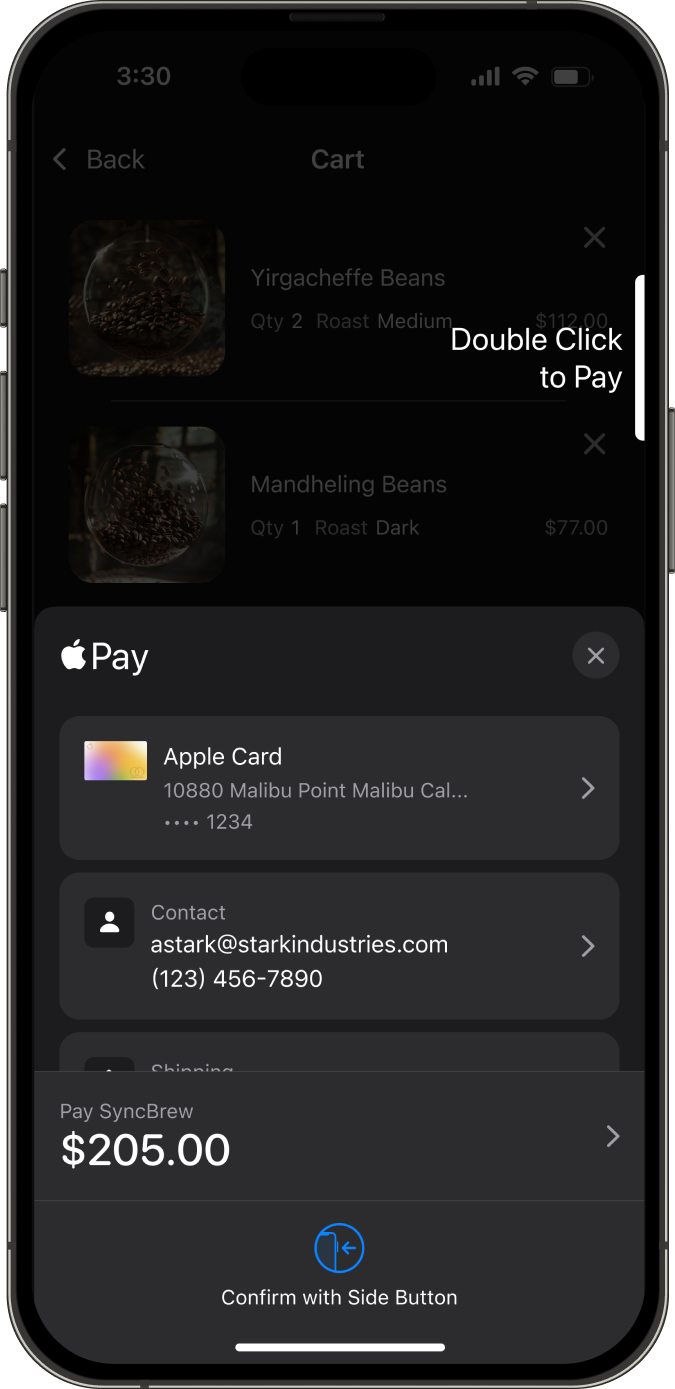 3:30
Back
Cart
Yirgacheffe Beans
Qty 2 Roast Medium
$112.00
Double Click
to Pay
Mandheling Beans
Qty 1 Roast Dark
$77.00
Pay
Apple Card
10880 Malibu Point Malibu Cal...
•••• 1234
Contact
astark@starkindustries.com
(123) 456-7890
Shipping
Pay SyncBrew
$205.00
Confirm with Side Button